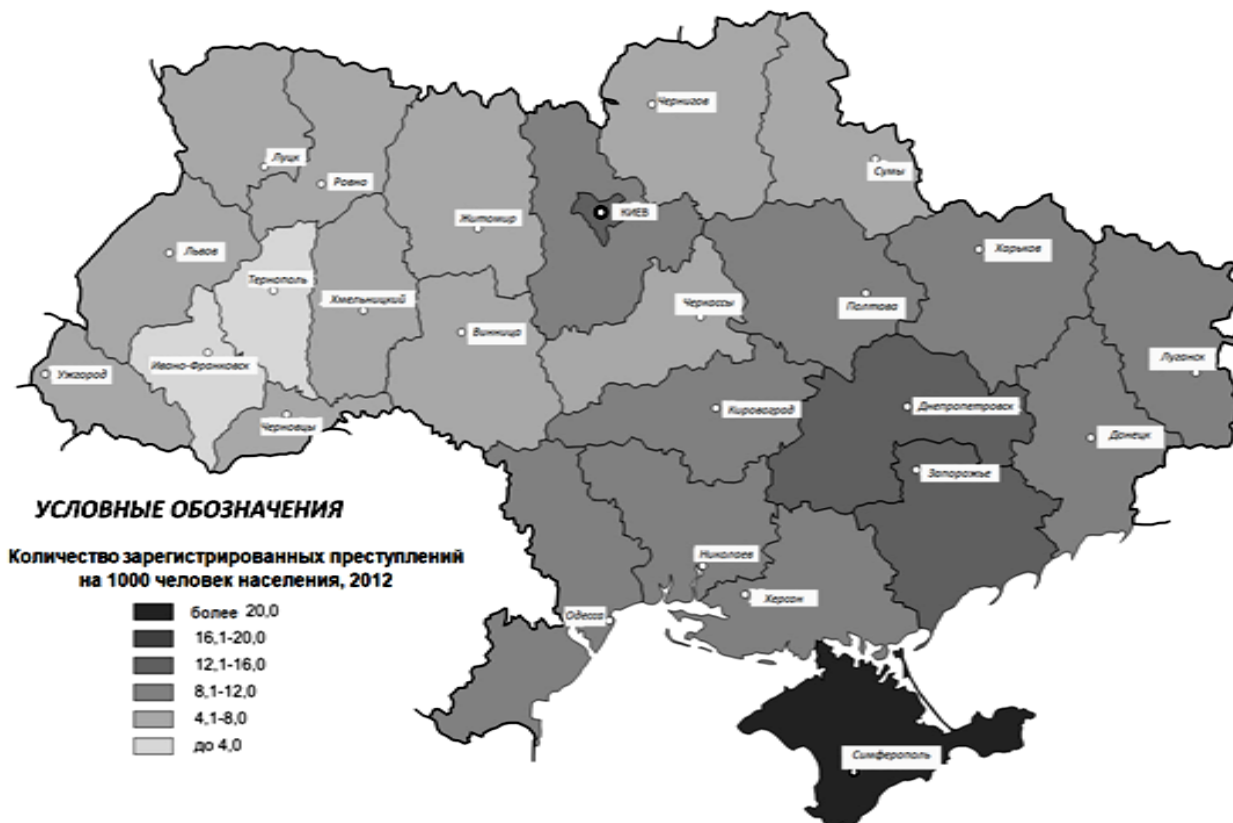 Чернигов
Сумы
Луцк
Ровно
КИЕВ
Житомир
Львов
Харьков
Тернополь
Хмельницкий
Черкассы
Полтава
Винница
Ивано-Франковск
Луганск
Ужгород
Кировоград
Днепропетровск
Черновцы
Донецк
Запорожье
УСЛОВНЫЕ ОБОЗНАЧЕНИЯ
Количество зарегистрированных преступлений
на 1000 человек населения, 2012
более 20,0
16,1-20,0
12,1-16,0
8,1-12,0
4,1-8,0
до 4,0
Николаев
Херсон
Одесса
Симферополь